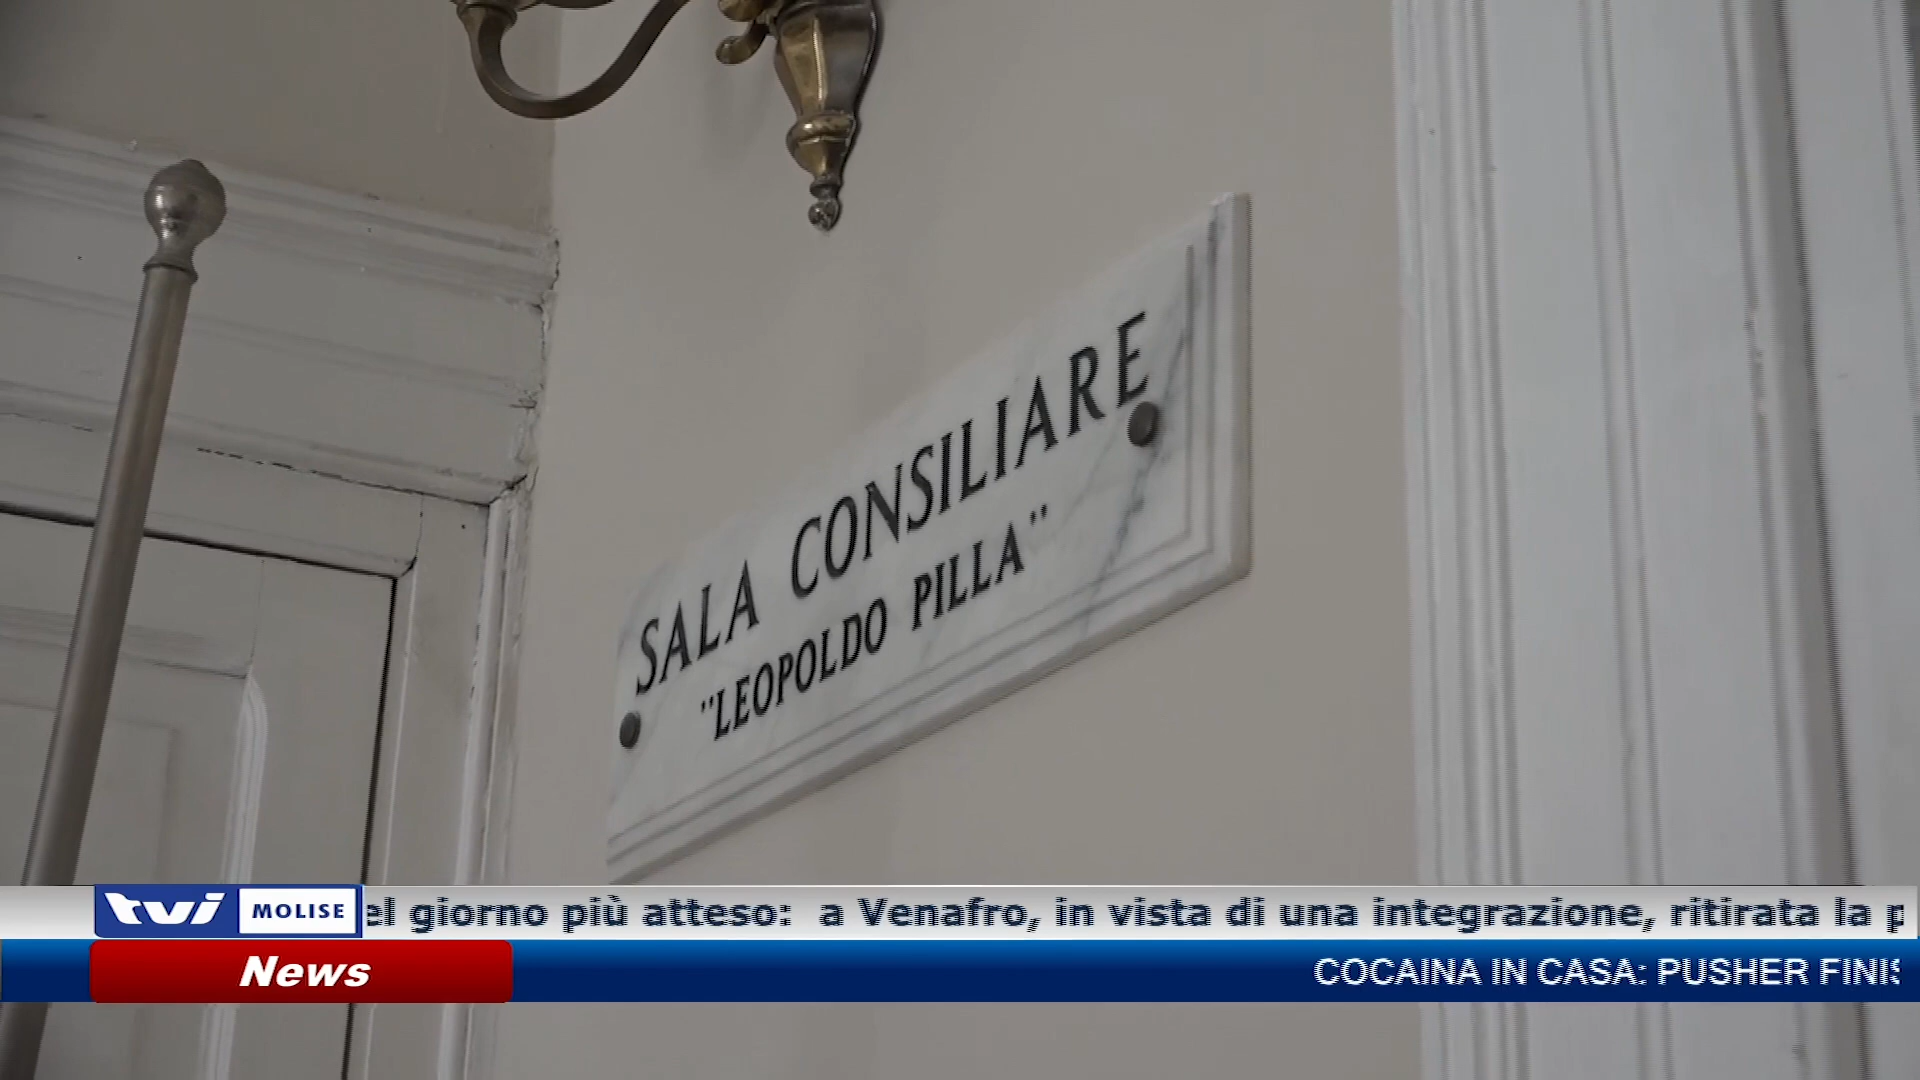 SALA CONSILIARE
"LEOPOLDO PILLA"
tvi MOLISE
el giorno più atteso: a Venafro, in vista di una integrazione, ritirata la p
News
COCAINA IN CASA: PUSHER FINIS